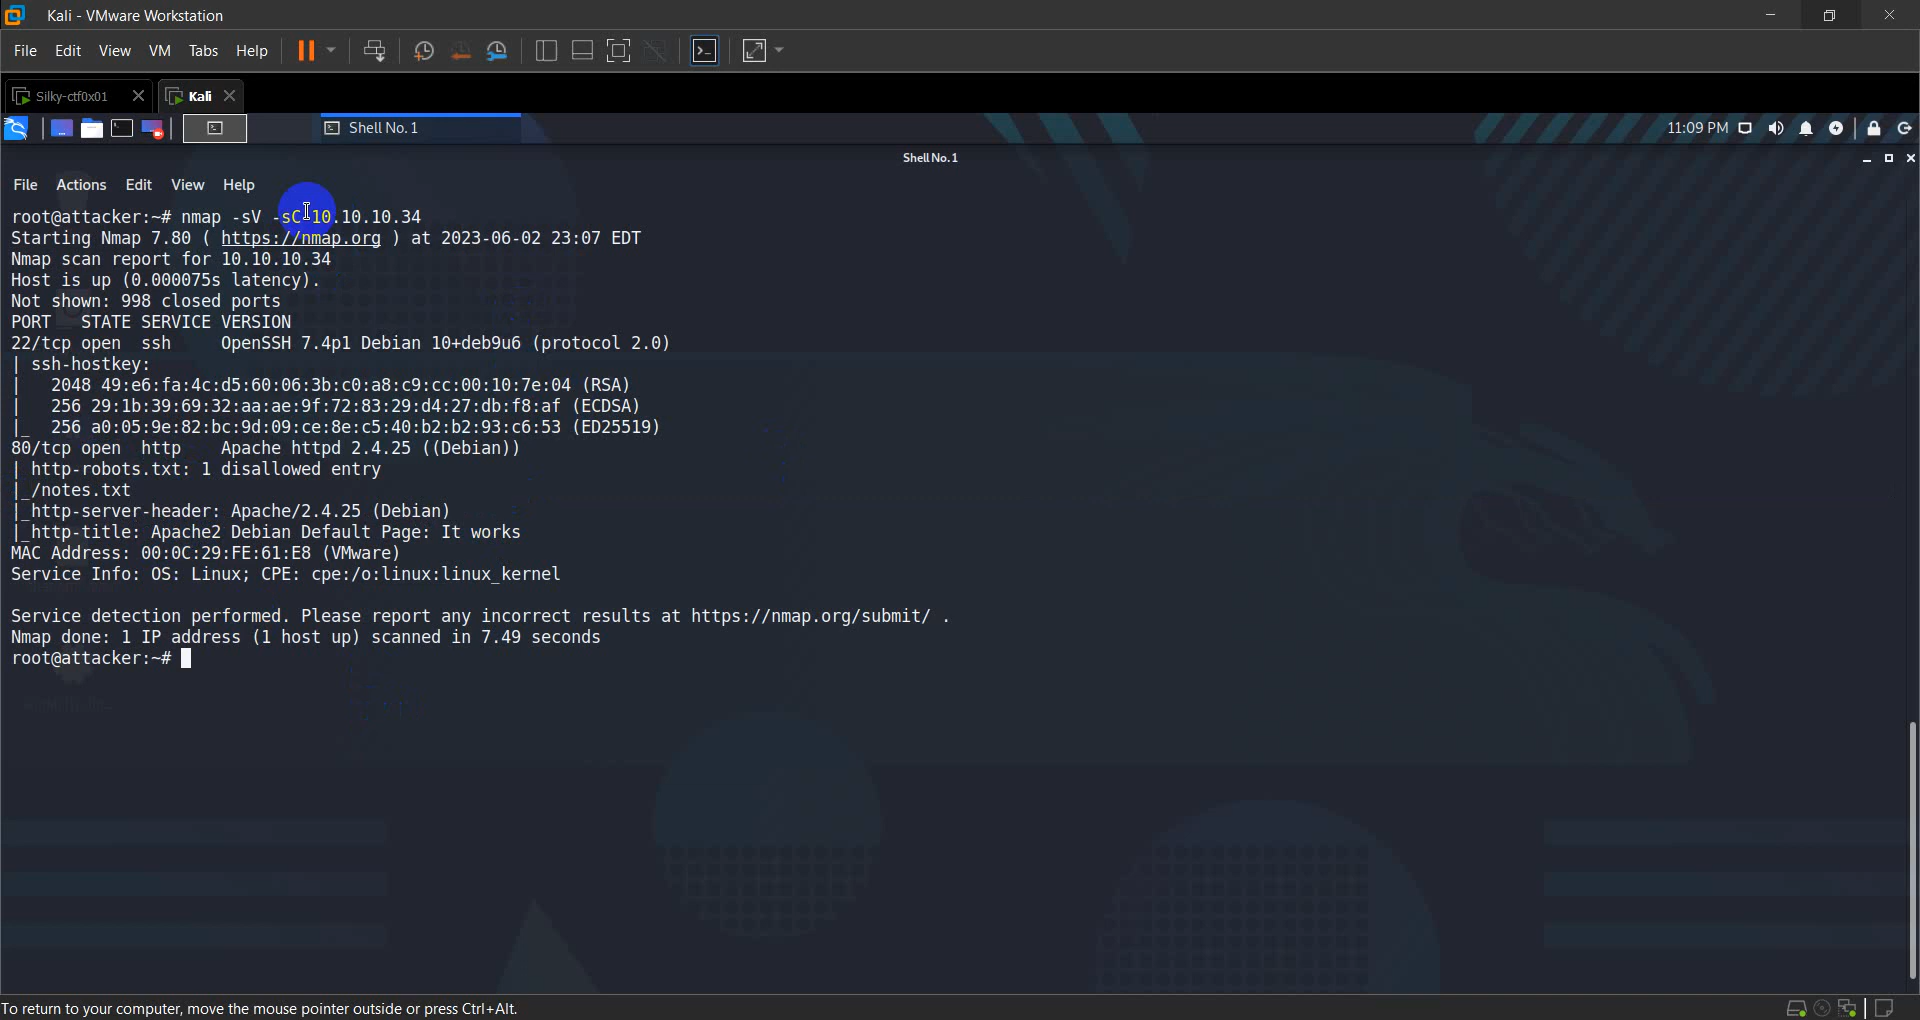 Kali - VMware Workstation
File Edit View VM Tabs Help
Silky-ctf0x01 Kali
Shell No. 1 11:09 PM
Shell No. 1
File Actions Edit View Help
root@attacker:~# nmap -sV -sC 10.10.10.34
Starting Nmap 7.80 ( https://nmap.org ) at 2023-06-02 23:07 EDT
Nmap scan report for 10.10.10.34
Host is up (0.000075s latency).
Not shown: 998 closed ports
PORT   STATE SERVICE VERSION
22/tcp open  ssh     OpenSSH 7.4p1 Debian 10+deb9u6 (protocol 2.0)
| ssh-hostkey:
|   2048 49:e6:fa:4c:d5:60:06:3b:c0:a8:c9:cc:00:10:7e:04 (RSA)
|   256 29:1b:39:69:32:aa:ae:9f:72:83:29:d4:27:db:f8:af (ECDSA)
|_  256 a0:05:9e:82:bc:9d:09:ce:8e:c5:40:b2:b2:93:c6:53 (ED25519)
80/tcp open  http    Apache httpd 2.4.25 ((Debian))
| http-robots.txt: 1 disallowed entry
|_/notes.txt
|_http-server-header: Apache/2.4.25 (Debian)
|_http-title: Apache2 Debian Default Page: It works
MAC Address: 00:0C:29:FE:61:E8 (VMware)
Service Info: OS: Linux; CPE: cpe:/o:linux:linux_kernel
Service detection performed. Please report any incorrect results at https://nmap.org/submit/ .
Nmap done: 1 IP address (1 host up) scanned in 7.49 seconds
root@attacker:~#
To return to your computer, move the mouse pointer outside or press Ctrl+Alt.